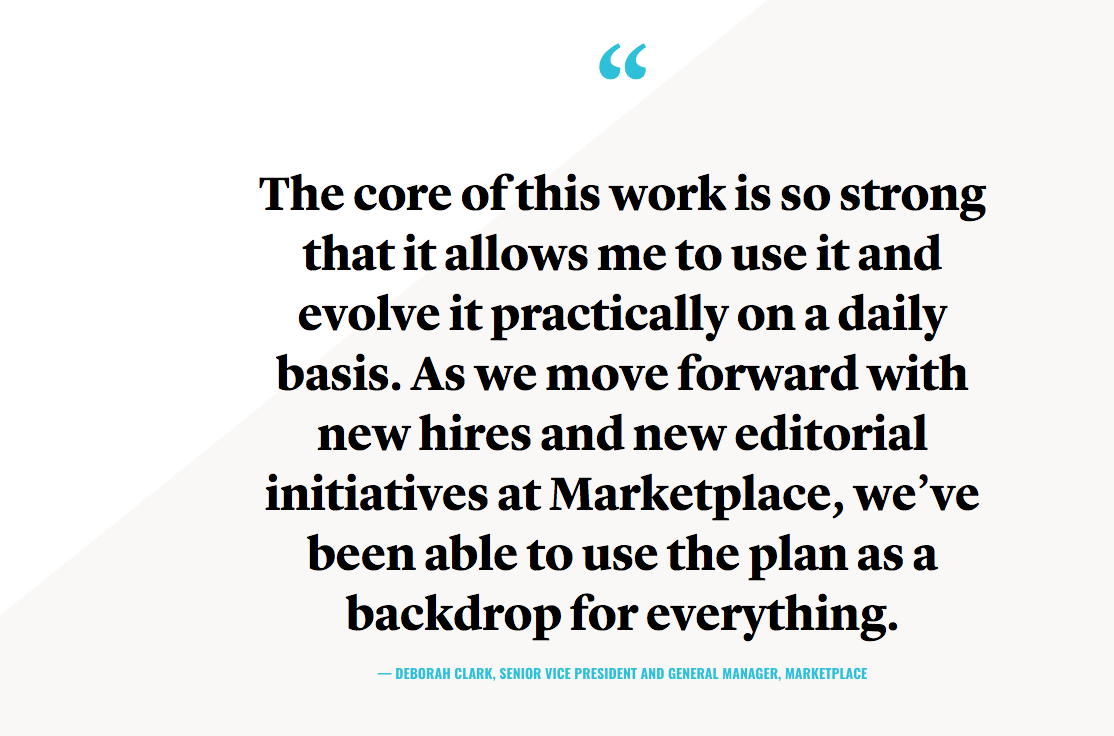 “
The core of this work is so strong
that it allows me to use it and
evolve it practically on a daily
basis. As we move forward with
new hires and new editorial
initiatives at Marketplace, we’ve
been able to use the plan as a
backdrop for everything.
— DEBORAH CLARK, SENIOR VICE PRESIDENT AND GENERAL MANAGER, MARKETPLACE